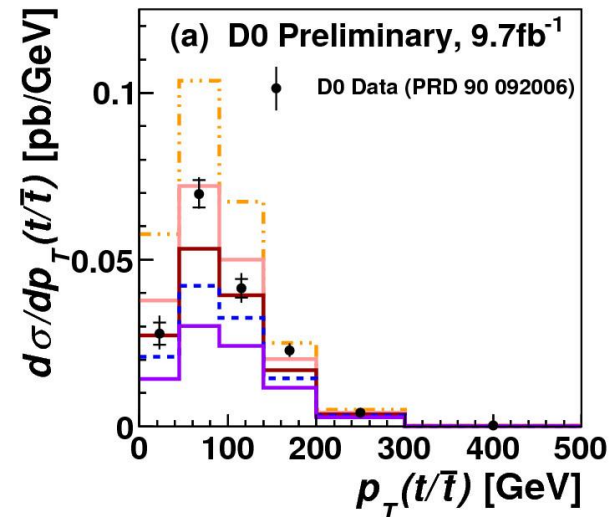 (a) D0 Preliminary, 9.7fb⁻¹
D0 Data (PRD 90 092006)
dσ/dp_T(t/t̄) [pb/GeV]
0.1
0.05
0
0 100 200 300 400 500
p_T(t/t̄) [GeV]